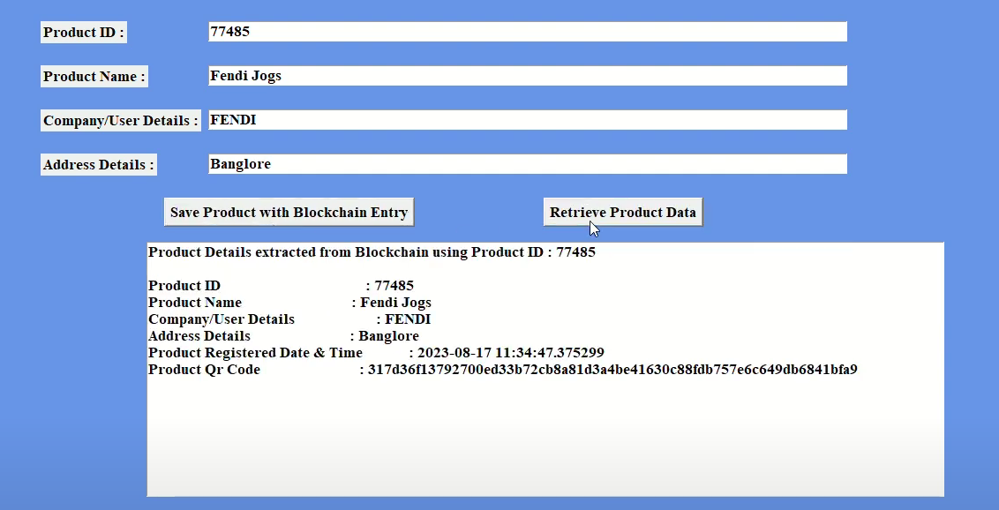 Product ID : 77485
Product Name : Fendi Jogs
Company/User Details : FENDI
Address Details : Banglore
Save Product with Blockchain Entry Retrieve Product Data
Product Details extracted from Blockchain using Product ID : 77485
Product ID : 77485
Product Name : Fendi Jogs
Company/User Details : FENDI
Address Details : Banglore
Product Registered Date & Time : 2023-08-17 11:34:47.375299
Product Qr Code : 317d36f13792700ed33b72cb8a81d3a4be41630c88fdb757e6c649db6841bfa9